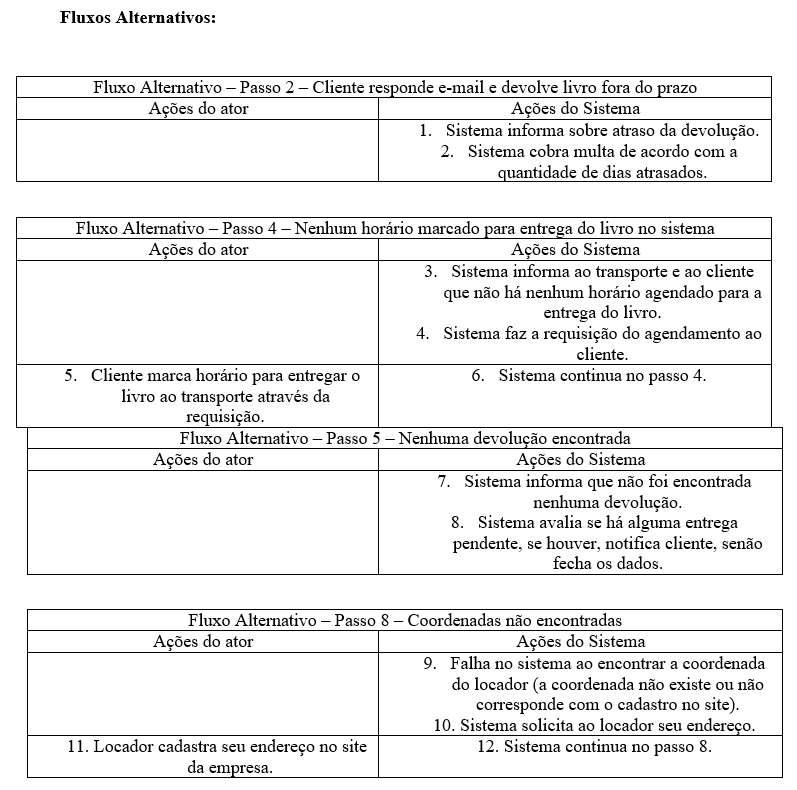 Fluxos Alternativos:
Fluxo Alternativo – Passo 2 – Cliente responde e-mail e devolve livro fora do prazo
Ações do ator
Ações do Sistema
1. Sistema informa sobre atraso da devolução.
2. Sistema cobra multa de acordo com a
quantidade de dias atrasados.
Fluxo Alternativo – Passo 4 – Nenhum horário marcado para entrega do livro no sistema
Ações do ator
Ações do Sistema
3. Sistema informa ao transporte e ao cliente
que não há nenhum horário agendado para a
entrega do livro.
4. Sistema faz a requisição do agendamento ao
cliente.
5. Cliente marca horário para entregar o
livro ao transporte através da
requisição.
6. Sistema continua no passo 4.
Fluxo Alternativo – Passo 5 – Nenhuma devolução encontrada
Ações do ator
Ações do Sistema
7. Sistema informa que não foi encontrada
nenhuma devolução.
8. Sistema avalia se há alguma entrega
pendente, se houver, notifica cliente, senão
fecha os dados.
Fluxo Alternativo – Passo 8 – Coordenadas não encontradas
Ações do ator
Ações do Sistema
9. Falha no sistema ao encontrar a coordenada
do locador (a coordenada não existe ou não
corresponde com o cadastro no site).
10. Sistema solicita ao locador seu endereço.
11. Locador cadastra seu endereço no site
da empresa.
12. Sistema continua no passo 8.